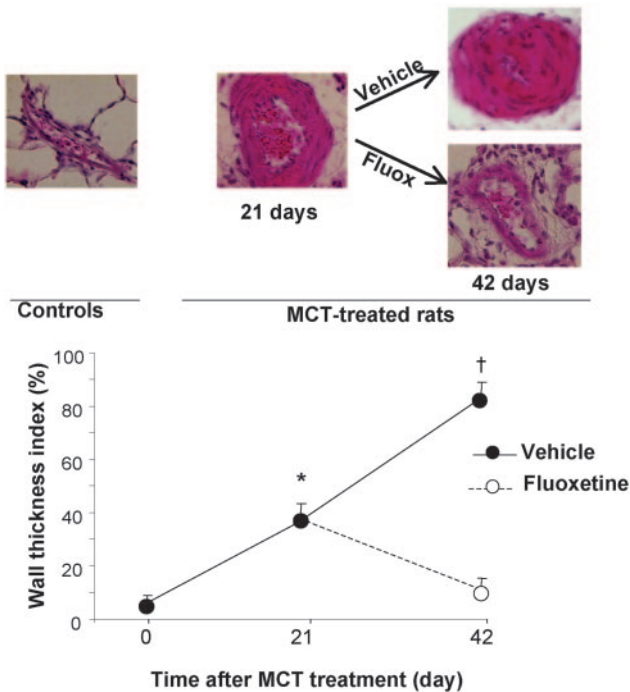 Vehicle
Fluox
21 days
42 days
Controls
MCT-treated rats
Wall thickness index (%)
100
80
60
40
20
0
*
†
Vehicle
Fluoxetine
0
21
42
Time after MCT treatment (day)